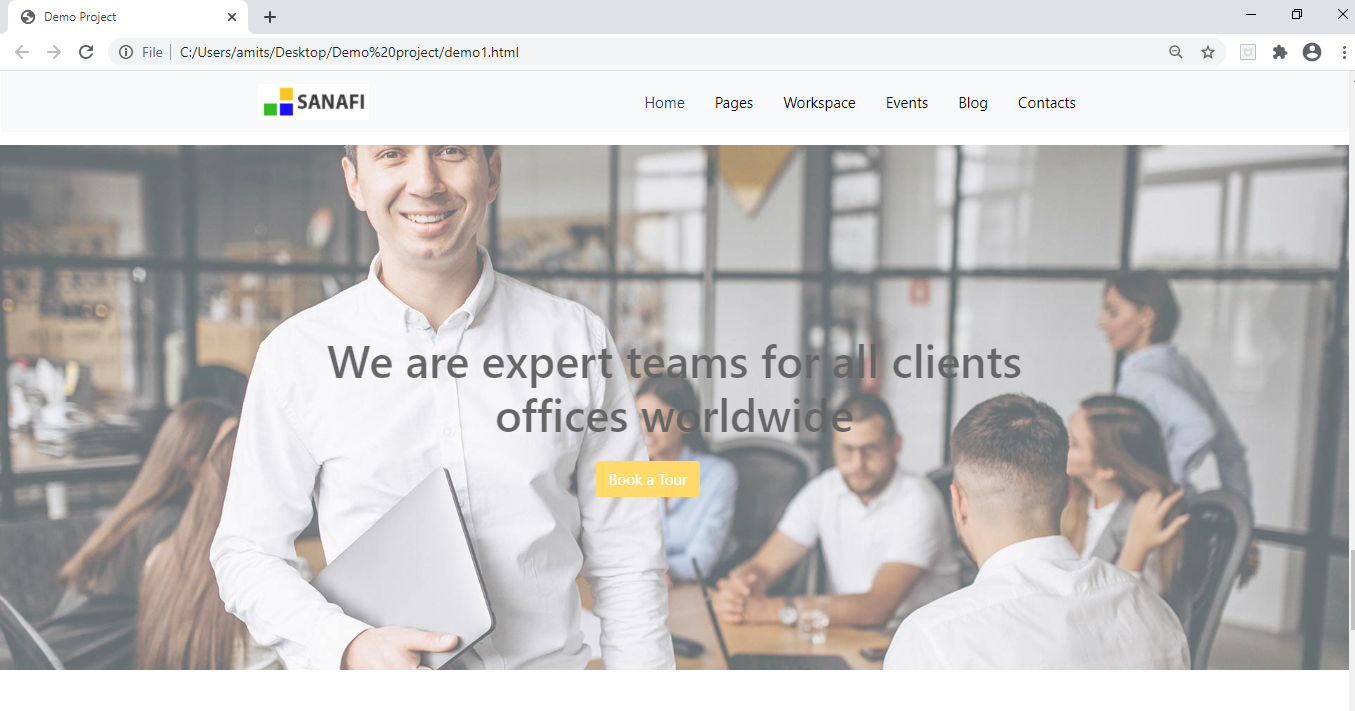 Demo Project
File
C:/Users/amits/Desktop/Demo%20project/demo1.html
SANAFI
Home Pages Workspace Events Blog Contacts
We are expert teams for all clients
offices worldwide
Book a Tour